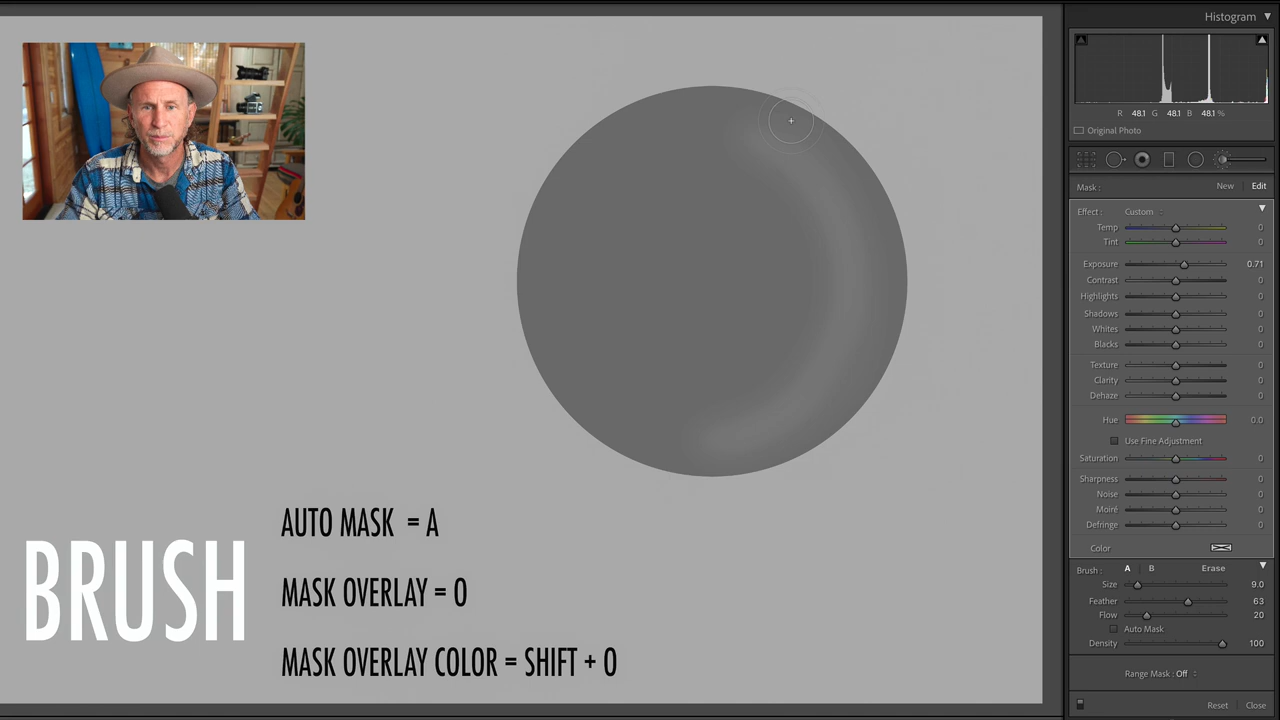 Histogram
R 48.1 G 48.1 B 48.1 %
Original Photo
Mask : New Edit
Effect : Custom
Temp 0
Tint 0
Exposure 0.71
Contrast 0
Highlights 0
Shadows 0
Whites 0
Blacks 0
Texture 0
Clarity 0
Dehaze 0
Hue 0.0
Use Fine Adjustment
Saturation 0
Sharpness 0
Noise 0
Moiré 0
Defringe 0
Color
Brush : A B Erase
Size 9.0
Feather 63
Flow 20
Auto Mask
Density 100
Range Mask : Off
Reset Close
BRUSH
AUTO MASK = A
MASK OVERLAY = O
MASK OVERLAY COLOR = SHIFT + O